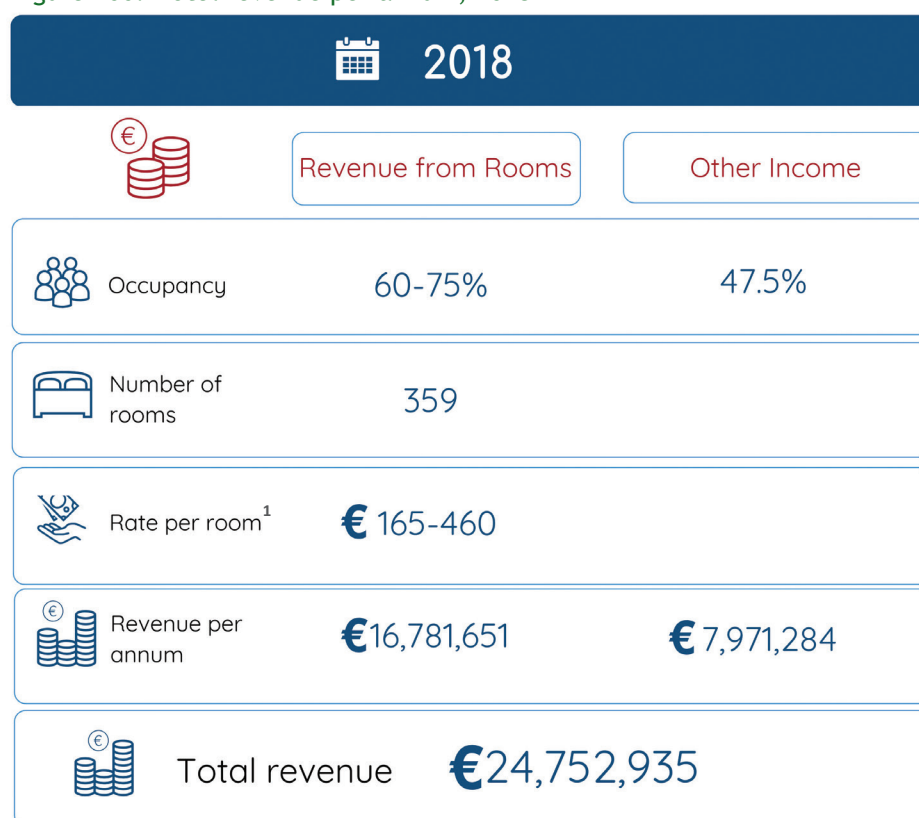 2018
€
Revenue from Rooms
Other Income
Occupancy
60-75%
47.5%
Number of
rooms
359
Rate per room¹
€ 165-460
€
Revenue per
annum
€16,781,651
€ 7,971,284
€
Total revenue
€24,752,935